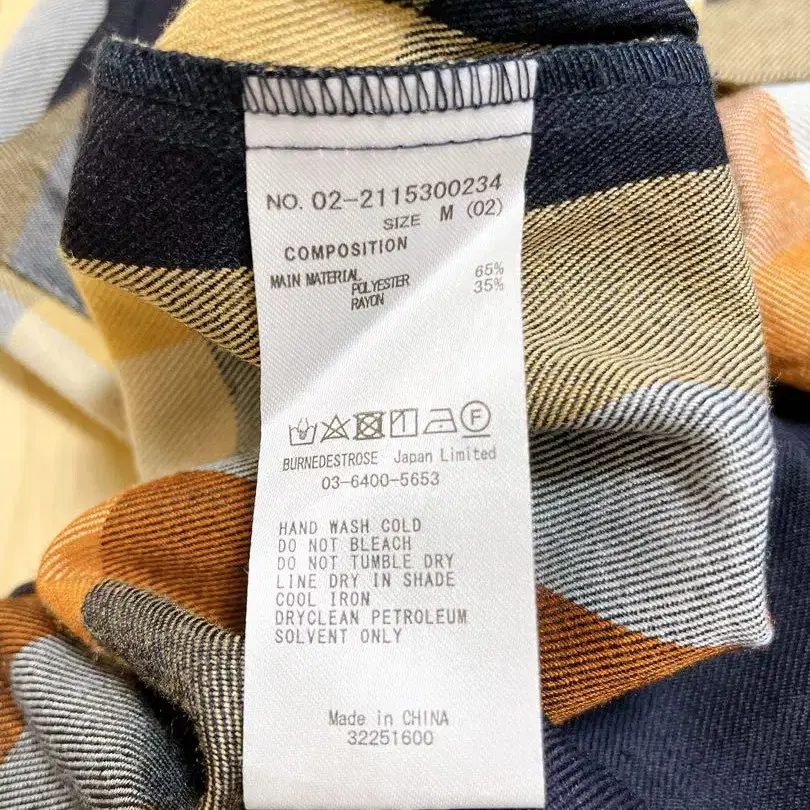 NO. 02-2115300234
SIZE M (02)
COMPOSITION
MAIN MATERIAL
POLYESTER 65%
RAYON 35%
F
BURNEDESTROSE Japan Limited
03-6400-5653
HAND WASH COLD
DO NOT BLEACH
DO NOT TUMBLE DRY
LINE DRY IN SHADE
COOL IRON
DRYCLEAN PETROLEUM
SOLVENT ONLY
Made in CHINA
32251600